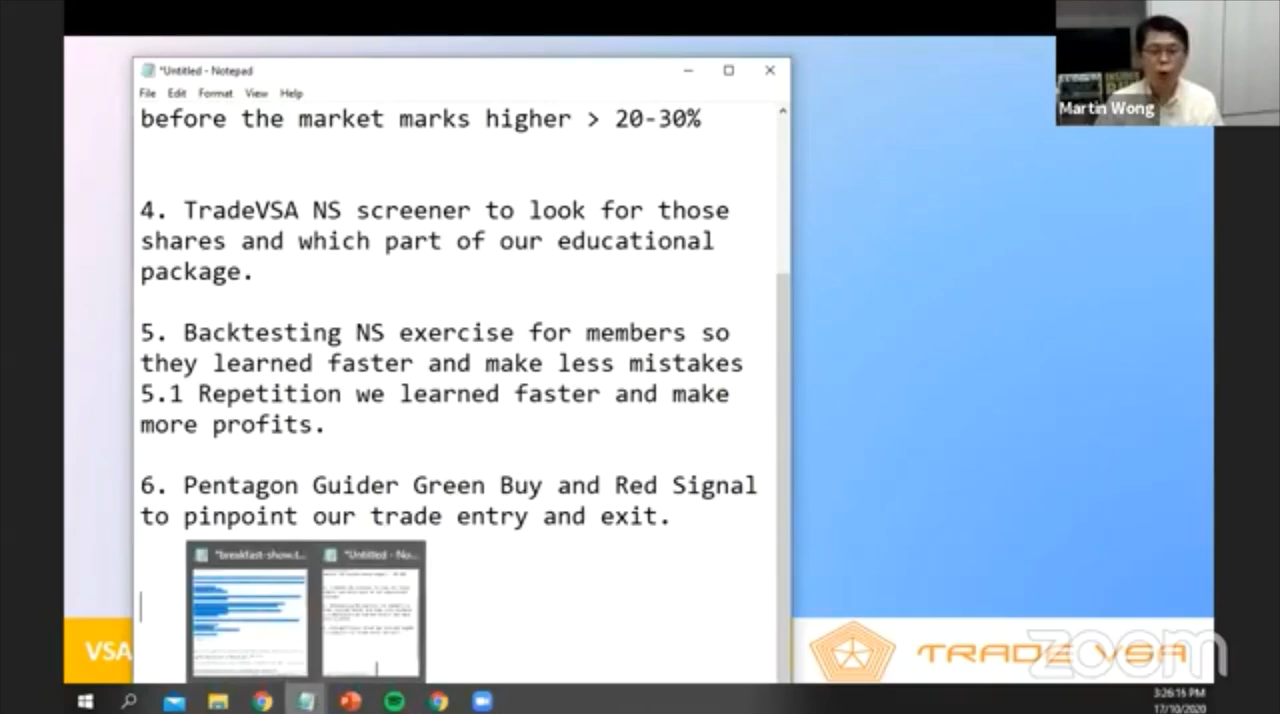 *Untitled - Notepad
File Edit Format View Help
before the market marks higher > 20-30%
4. TradeVSA NS screener to look for those
shares and which part of our educational
package.
5. Backtesting NS exercise for members so
they learned faster and make less mistakes
5.1 Repetition we learned faster and make
more profits.
6. Pentagon Guider Green Buy and Red Signal
to pinpoint our trade entry and exit.
*breakfast-show.t...
*Untitled - No...
Martin Wong
VSA
TRADE VSA
zoom
3:26:16 PM
17/10/2020